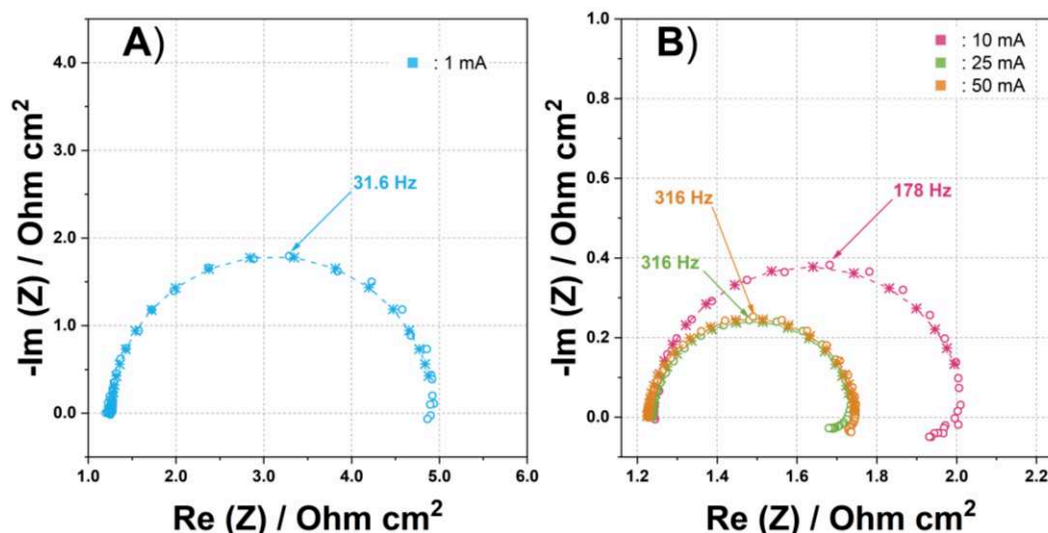 A)
: 1 mA
4.0
3.0
2.0
1.0
0.0
31.6 Hz
1.0 2.0 3.0 4.0 5.0 6.0
-Im (Z) / Ohm cm²
Re (Z) / Ohm cm²
B)
: 10 mA
: 25 mA
: 50 mA
1.0
0.8
0.6
0.4
0.2
0.0
316 Hz
178 Hz
316 Hz
1.2 1.4 1.6 1.8 2.0 2.2
-Im (Z) / Ohm cm²
Re (Z) / Ohm cm²